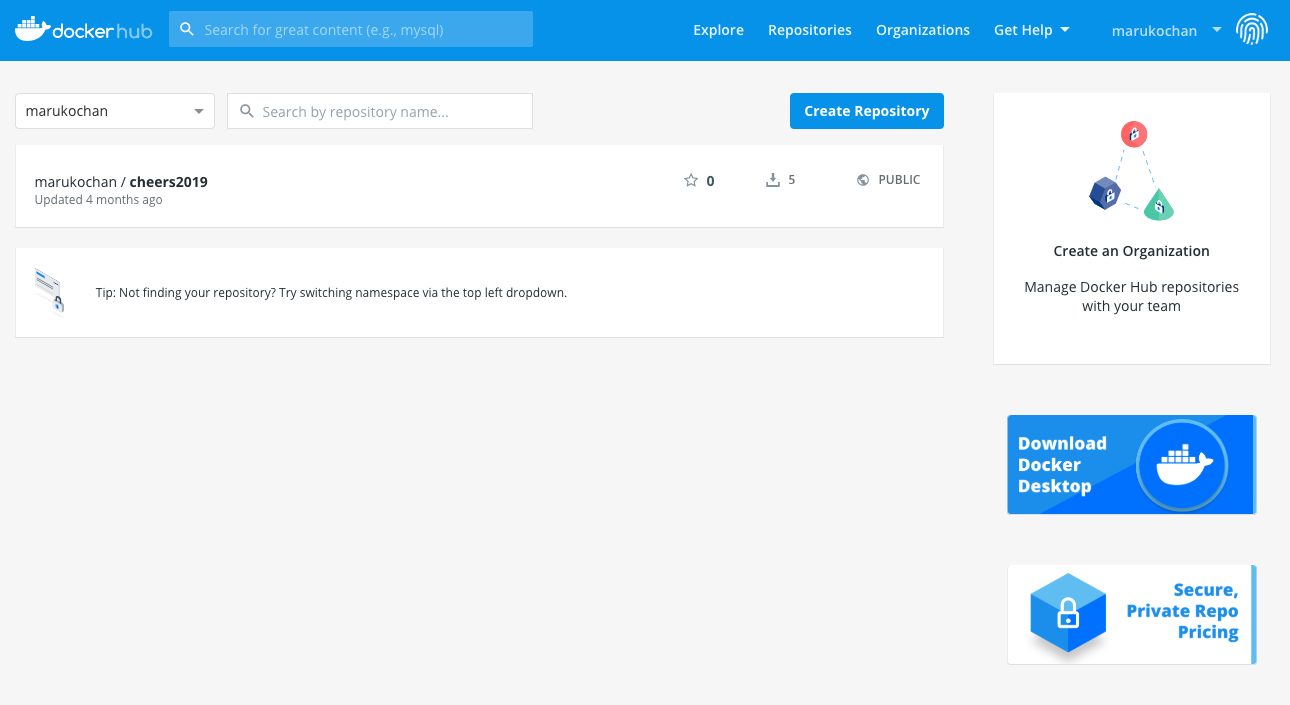 dockerhub
Search for great content (e.g., mysql)
Explore
Repositories
Organizations
Get Help
marukochan
marukochan
Search by repository name...
Create Repository
marukochan / cheers2019
Updated 4 months ago
0
5
PUBLIC
Tip: Not finding your repository? Try switching namespace via the top left dropdown.
Create an Organization
Manage Docker Hub repositories
with your team
Download
Docker
Desktop
Secure,
Private Repo
Pricing